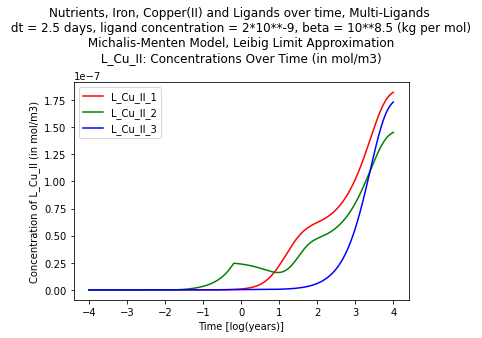 Nutrients, Iron, Copper(II) and Ligands over time, Multi-Ligands
dt = 2.5 days, ligand concentration = 2*10**-9, beta = 10**8.5 (kg per mol)
Michalis-Menten Model, Leibig Limit Approximation
L_Cu_II: Concentrations Over Time (in mol/m3)
1e−7
L_Cu_II_1
L_Cu_II_2
L_Cu_II_3
Concentration of L_Cu_II (in mol/m3)
1.75
1.50
1.25
1.00
0.75
0.50
0.25
0.00
−4 −3 −2 −1 0 1 2 3 4
Time [log(years)]